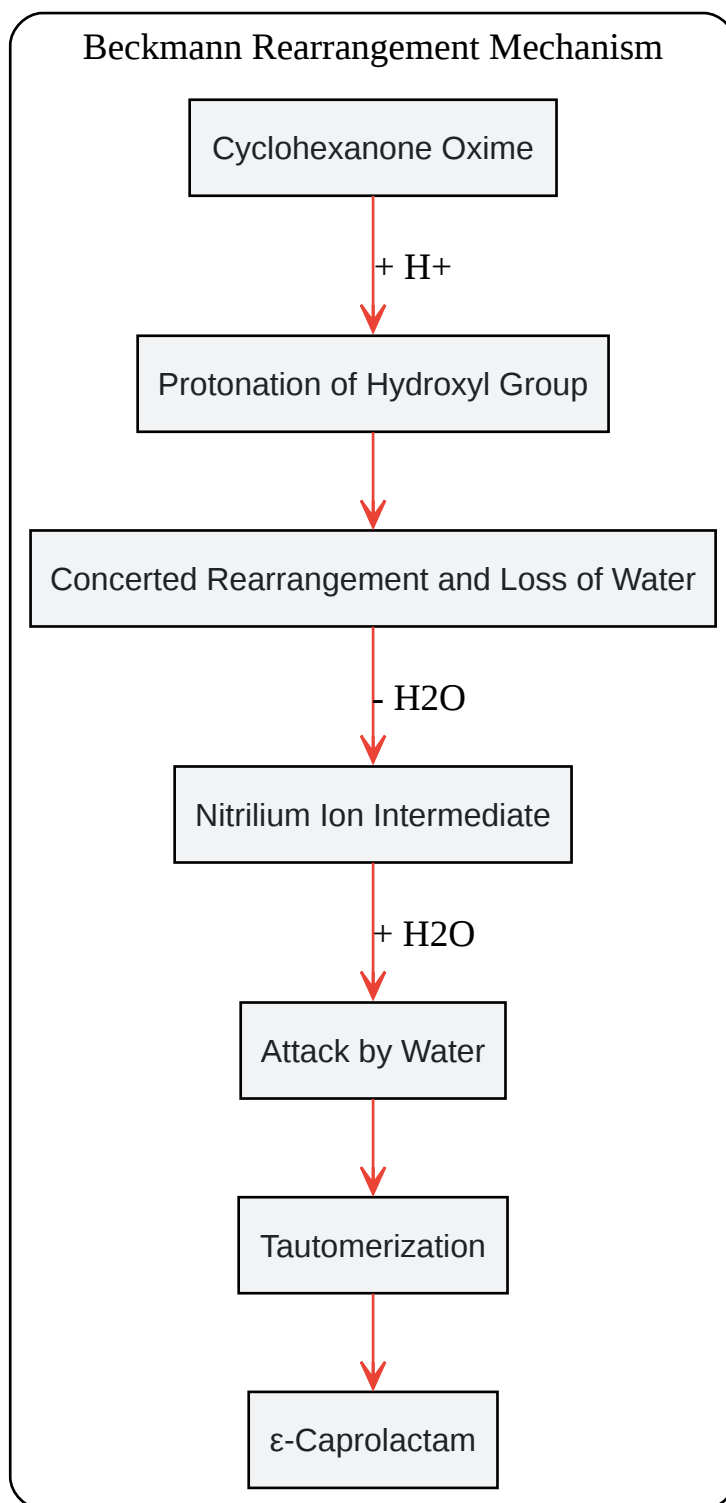 Beckmann Rearrangement Mechanism
Cyclohexanone Oxime
+ H+
Protonation of Hydroxyl Group
Concerted Rearrangement and Loss of Water
- H2O
Nitrilium Ion Intermediate
+ H2O
Attack by Water
Tautomerization
ε-Caprolactam